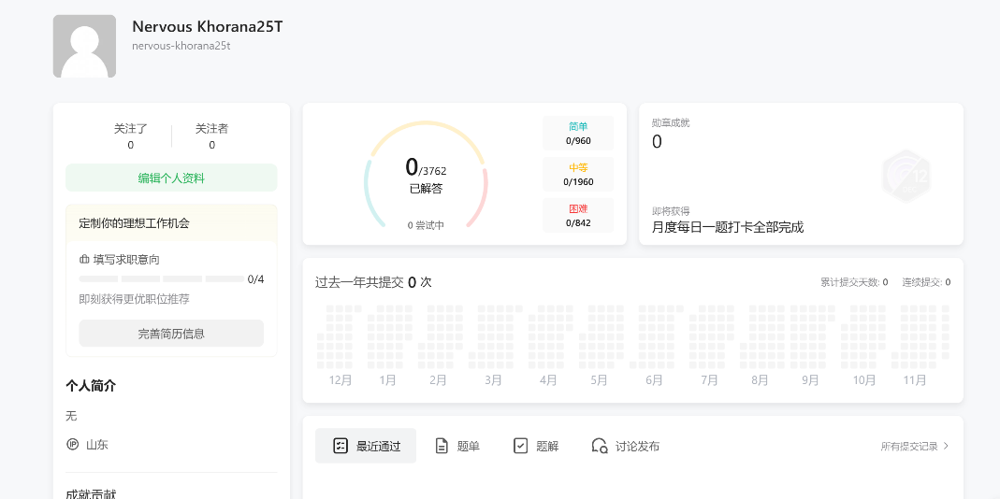 Nervous Khorana25T
nervous-khorana25t
关注了
0
关注者
0
编辑个人资料
定制你的理想工作机会
填写求职意向
0/4
即刻获得更优职位推荐
完善简历信息
个人简介
无
IP 山东
成就贡献
0/3762
已解答
0 尝试中
简单
0/960
中等
0/1960
困难
0/842
勋章成就
0
12
DEC
即将获得
月度每日一题打卡全部完成
过去一年共提交 0 次
累计提交天数: 0 连续提交: 0
12月 1月 2月 3月 4月 5月 6月 7月 8月 9月 10月 11月
最近通过 题单 题解 讨论发布 所有提交记录